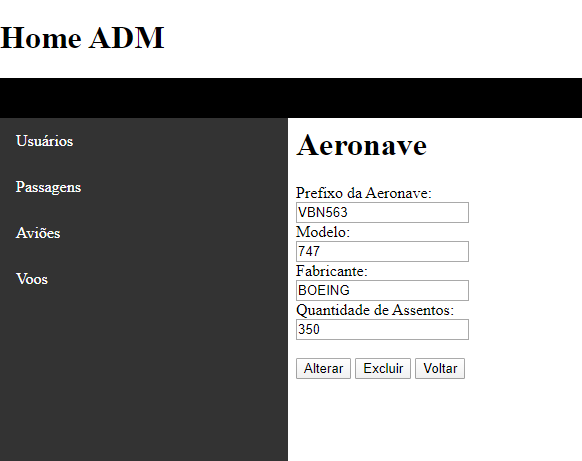 Home ADM
Usuários
Passagens
Aviões
Voos
Aeronave
Prefixo da Aeronave:
VBN563
Modelo:
747
Fabricante:
BOEING
Quantidade de Assentos:
350
Alterar Excluir Voltar